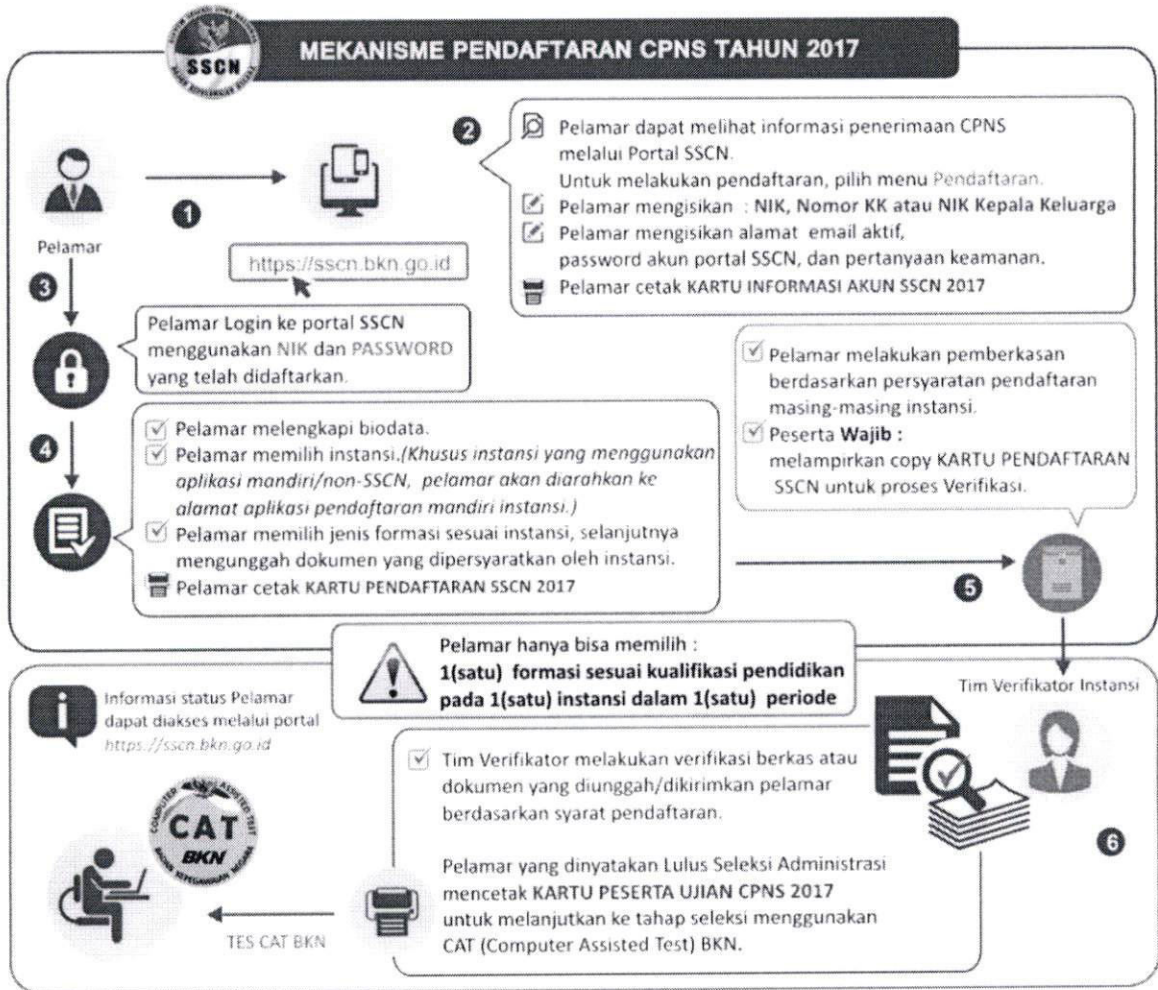 SSCN
MEKANISME PENDAFTARAN CPNS TAHUN 2017
Pelamar
1
https://sscn.bkn.go.id
2
Pelamar dapat melihat informasi penerimaan CPNS
melalui Portal SSCN.
Untuk melakukan pendaftaran, pilih menu Pendaftaran.
Pelamar mengisikan : NIK, Nomor KK atau NIK Kepala Keluarga
Pelamar mengisikan alamat email aktif,
password akun portal SSCN, dan pertanyaan keamanan.
Pelamar cetak KARTU INFORMASI AKUN SSCN 2017
3
Pelamar Login ke portal SSCN
menggunakan NIK dan PASSWORD
yang telah didaftarkan.
4
Pelamar melengkapi biodata.
Pelamar memilih instansi.(Khusus instansi yang menggunakan
aplikasi mandiri/non-SSCN, pelamar akan diarahkan ke
alamat aplikasi pendaftaran mandiri instansi.)
Pelamar memilih jenis formasi sesuai instansi, selanjutnya
mengunggah dokumen yang dipersyaratkan oleh instansi.
Pelamar cetak KARTU PENDAFTARAN SSCN 2017
Pelamar melakukan pemberkasan
berdasarkan persyaratan pendaftaran
masing-masing instansi.
Peserta Wajib :
melampirkan copy KARTU PENDAFTARAN
SSCN untuk proses Verifikasi.
5
Pelamar hanya bisa memilih :
1(satu) formasi sesuai kualifikasi pendidikan
pada 1(satu) instansi dalam 1(satu) periode
Tim Verifikator Instansi
6
Informasi status Pelamar
dapat diakses melalui portal
https://sscn.bkn.go.id
Tim Verifikator melakukan verifikasi berkas atau
dokumen yang diunggah/dikirimkan pelamar
berdasarkan syarat pendaftaran.
Pelamar yang dinyatakan Lulus Seleksi Administrasi
mencetak KARTU PESERTA UJIAN CPNS 2017
untuk melanjutkan ke tahap seleksi menggunakan
CAT (Computer Assisted Test) BKN.
COMPUTER ASSISTED TEST
CAT
BKN
BADAN KEPEGAWAIAN NEGARA
TES CAT BKN